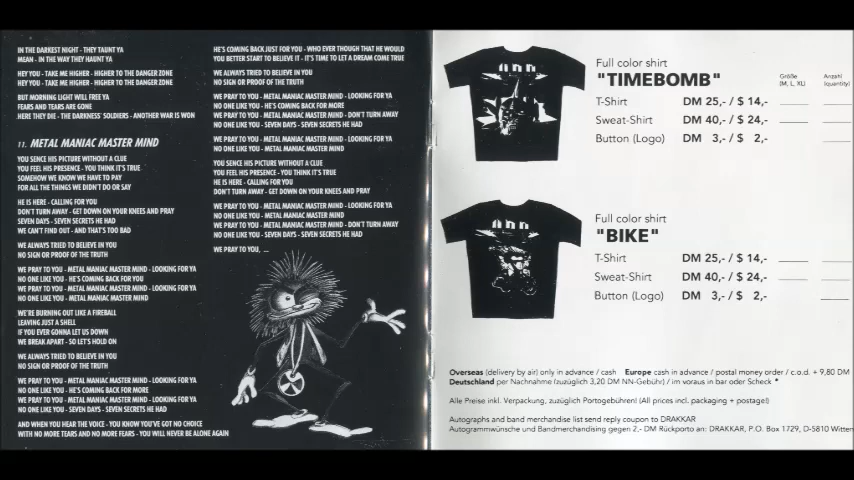 IN THE DARKEST NIGHT - THEY TAUNT YA
MEAN - IN THE WAY THEY HAUNT YA
HEY YOU - TAKE ME HIGHER - HIGHER TO THE DANGER ZONE
HEY YOU - TAKE ME HIGHER - HIGHER TO THE DANGER ZONE
BUT MORNING LIGHT WILL FREE YA
FEARS AND TEARS ARE GONE
HERE THEY DIE - THE DARKNESS' SOLDIERS - ANOTHER WAR IS WON
11. METAL MANIAC MASTER MIND
YOU SENCE HIS PICTURE WITHOUT A CLUE
YOU FEEL HIS PRESENCE - YOU THINK IT'S TRUE
SOMEHOW WE KNOW WE HAVE TO PAY
FOR ALL THE THINGS WE DIDN'T DO OR SAY
HE IS HERE - CALLING FOR YOU
DON'T TURN AWAY - GET DOWN ON YOUR KNEES AND PRAY
SEVEN DAYS - SEVEN SECRETS HE HAD
WE CAN'T FIND OUT - AND THAT'S TOO BAD
WE ALWAYS TRIED TO BELIEVE IN YOU
NO SIGN OR PROOF OF THE TRUTH
WE PRAY TO YOU - METAL MANIAC MASTER MIND - LOOKING FOR YA
NO ONE LIKE YOU - HE'S COMING BACK FOR YOU
WE PRAY TO YOU - METAL MANIAC MASTER MIND - LOOKING FOR YA
NO ONE LIKE YOU - METAL MANIAC MASTER MIND
WE'RE BURNING OUT LIKE A FIREBALL
LEAVING JUST A SHELL
IF YOU EVER GONNA LET US DOWN
WE BREAK APART - SO LET'S HOLD ON
WE ALWAYS TRIED TO BELIEVE IN YOU
NO SIGN OR PROOF OF THE TRUTH
WE PRAY TO YOU - METAL MANIAC MASTER MIND - LOOKING FOR YA
NO ONE LIKE YOU - HE'S COMING BACK FOR MORE
WE PRAY TO YOU - METAL MANIAC MASTER MIND - LOOKING FOR YA
NO ONE LIKE YOU - SEVEN DAYS - SEVEN SECRETS HE HAD
AND WHEN YOU HEAR THE VOICE - YOU KNOW YOU'VE GOT NO CHOICE
WITH NO MORE TEARS AND NO MORE FEARS - YOU WILL NEVER BE ALONE AGAIN
HE'S COMING BACK JUST FOR YOU - WHO EVER THOUGH THAT HE WOULD
YOU BETTER START TO BELIEVE IT - IT'S TIME TO LET A DREAM COME TRUE
WE ALWAYS TRIED TO BELIEVE IN YOU
NO SIGN OR PROOF OF THE TRUTH
WE PRAY TO YOU - METAL MANIAC MASTER MIND - LOOKING FOR YA
NO ONE LIKE YOU - HE'S COMING BACK FOR MORE
WE PRAY TO YOU - METAL MANIAC MASTER MIND - DON'T TURN AWAY
NO ONE LIKE YOU - SEVEN DAYS - SEVEN SECRETS HE HAD
WE PRAY TO YOU - METAL MANIAC MASTER MIND - LOOKING FOR YA
NO ONE LIKE YOU - METAL MANIAC MASTER MIND
YOU SENCE HIS PICTURE WITHOUT A CLUE
YOU FEEL HIS PRESENCE - YOU THINK IT'S TRUE
HE IS HERE - CALLING FOR YOU
DON'T TURN AWAY - GET DOWN ON YOUR KNEES AND PRAY
WE PRAY TO YOU - METAL MANIAC MASTER MIND - LOOKING FOR YA
NO ONE LIKE YOU - METAL MANIAC MASTER MIND
WE PRAY TO YOU - METAL MANIAC MASTER MIND - DON'T TURN AWAY
NO ONE LIKE YOU - SEVEN DAYS - SEVEN SECRETS HE HAD
WE PRAY TO YOU, ...
Full color shirt
"TIMEBOMB"
Größe
(M, L, XL)
Anzahl
(quantity)
T-Shirt DM 25,- / $ 14,-
Sweat-Shirt DM 40,- / $ 24,-
Button (Logo) DM 3,- / $ 2,-
Full color shirt
"BIKE"
T-Shirt DM 25,- / $ 14,-
Sweat-Shirt DM 40,- / $ 24,-
Button (Logo) DM 3,- / $ 2,-
Overseas (delivery by air) only in advance / cash Europe cash in advance / postal money order / c.o.d. + 9,80 DM
Deutschland per Nachnahme (zuzüglich 3,20 DM NN-Gebühr) / im voraus in bar oder Scheck *
Alle Preise inkl. Verpackung, zuzüglich Portogebühren! (All prices incl. packaging + postage!)
Autographs and band merchandise list send reply coupon to DRAKKAR
Autogrammwünsche und Bandmerchandising gegen 2,- DM Rückporto an: DRAKKAR, P.O. Box 1729, D-5810 Witten